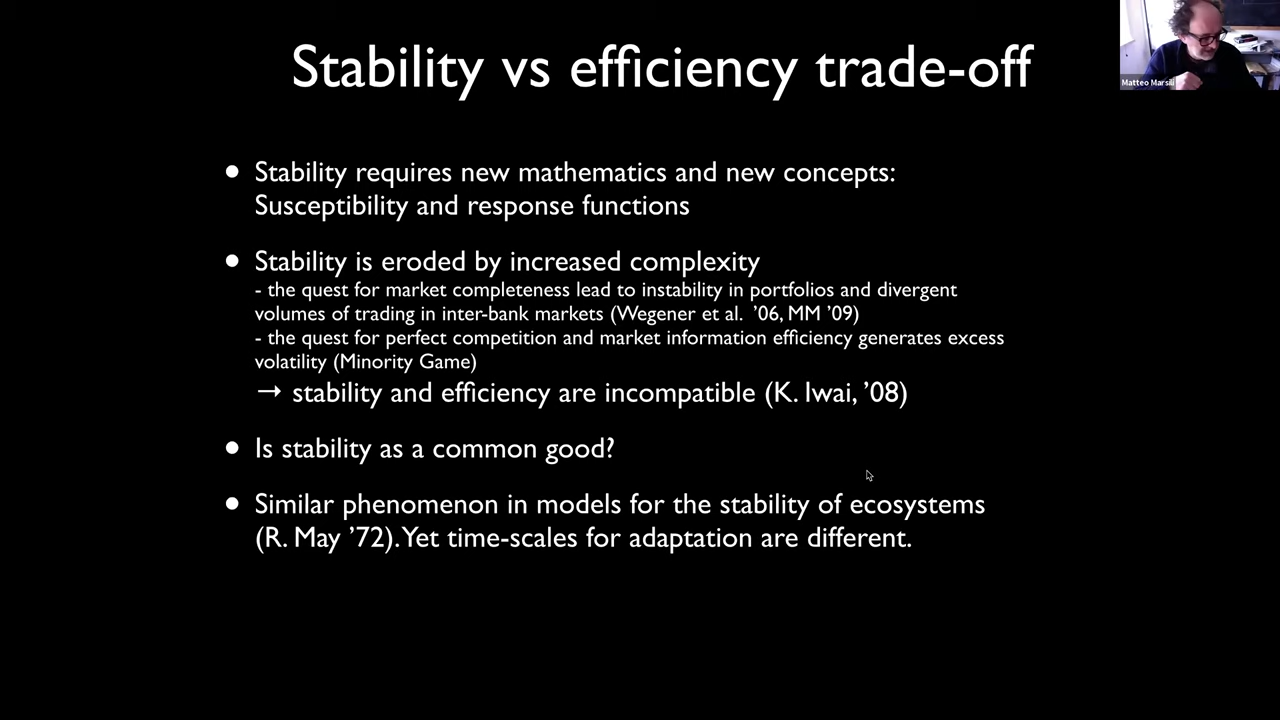 Stability vs efficiency trade-off
Matteo Marsili
• Stability requires new mathematics and new concepts:
Susceptibility and response functions
• Stability is eroded by increased complexity
- the quest for market completeness lead to instability in portfolios and divergent
volumes of trading in inter-bank markets (Wegener et al. ’06, MM ’09)
- the quest for perfect competition and market information efficiency generates excess
volatility (Minority Game)
→ stability and efficiency are incompatible (K. Iwai, ’08)
• Is stability as a common good?
• Similar phenomenon in models for the stability of ecosystems
(R. May ’72). Yet time-scales for adaptation are different.